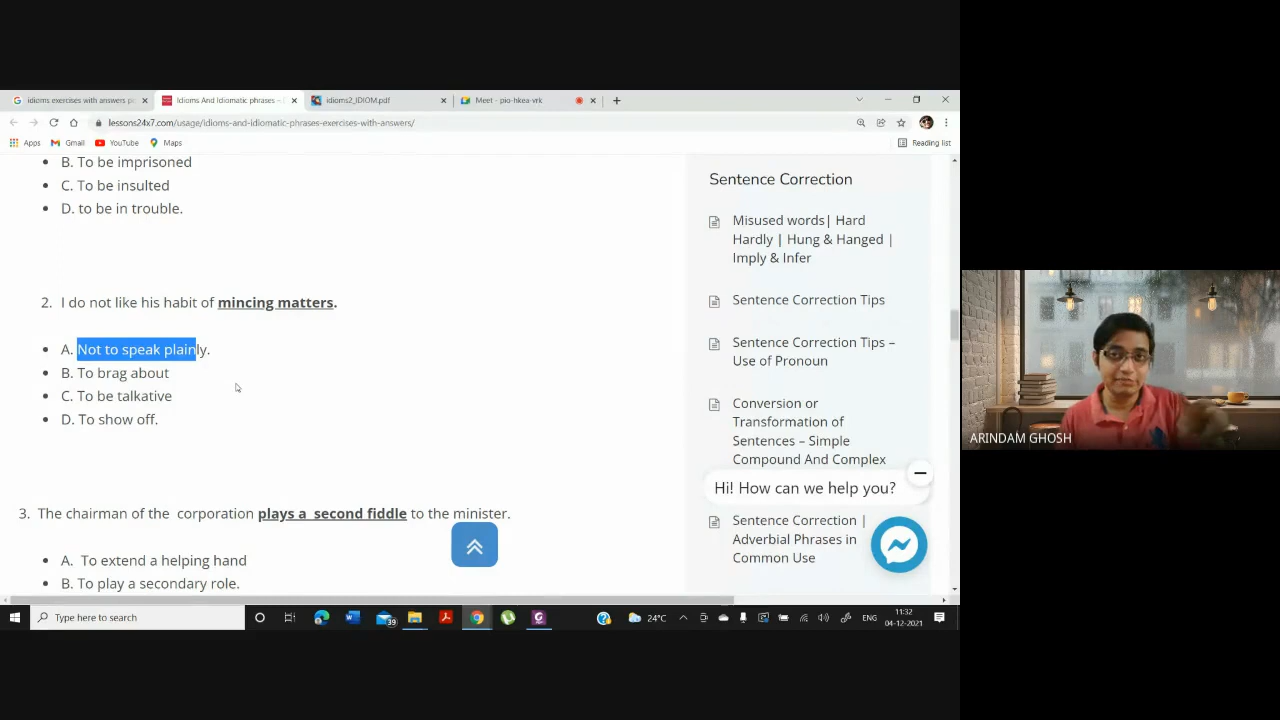 idioms exercises with answers p
Idioms And Idiomatic phrases –
idioms2_IDIOM.pdf
Meet - pio-hkea-vrk
lessons24x7.com/usage/idioms-and-idiomatic-phrases-exercises-with-answers/
Apps
Gmail
YouTube
Maps
Reading list
B. To be imprisoned
C. To be insulted
D. to be in trouble.
2. I do not like his habit of mincing matters.
A. Not to speak plainly.
B. To brag about
C. To be talkative
D. To show off.
3. The chairman of the corporation plays a second fiddle to the minister.
A. To extend a helping hand
B. To play a secondary role.
Sentence Correction
Misused words| Hard
Hardly | Hung & Hanged |
Imply & Infer
Sentence Correction Tips
Sentence Correction Tips –
Use of Pronoun
Conversion or
Transformation of
Sentences – Simple
Compound And Complex
Hi! How can we help you?
Sentence Correction |
Adverbial Phrases in
Common Use
ARINDAM GHOSH
Type here to search
39
24°C
ENG
11:32
04-12-2021